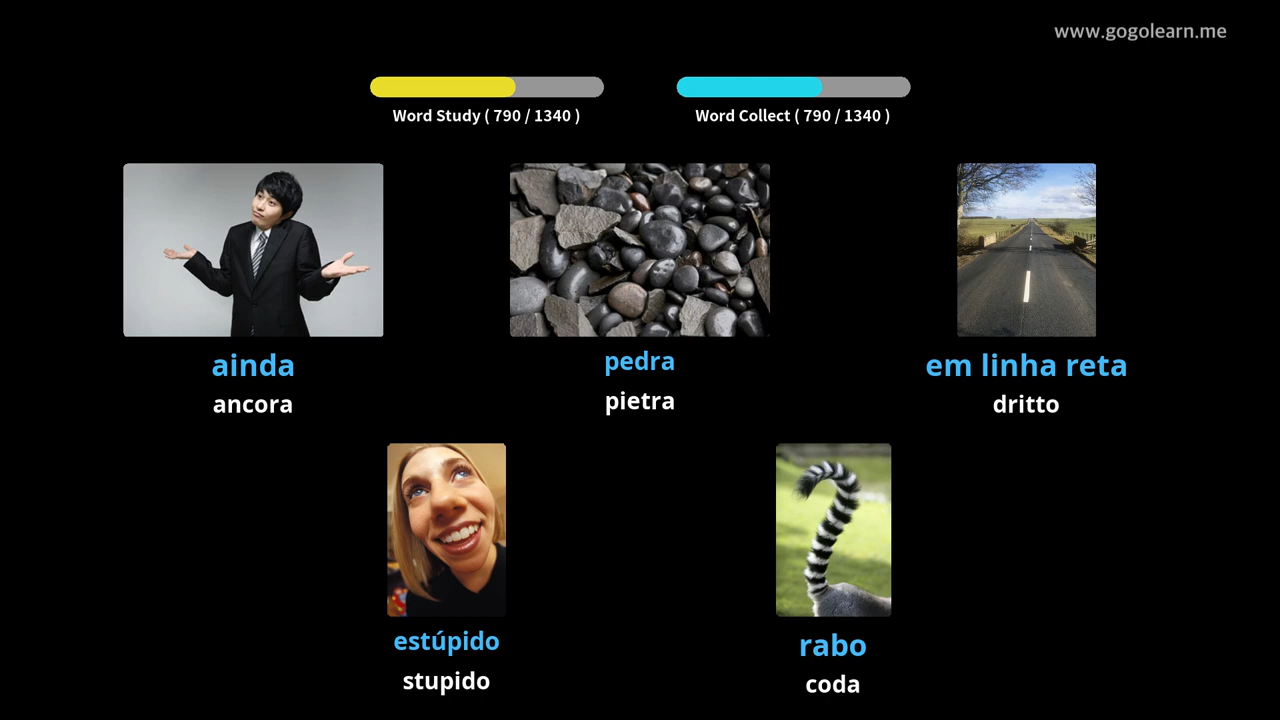 www.gogolearn.me
Word Study ( 790 / 1340 )
Word Collect ( 790 / 1340 )
ainda
ancora
pedra
pietra
em linha reta
dritto
estúpido
stupido
rabo
coda